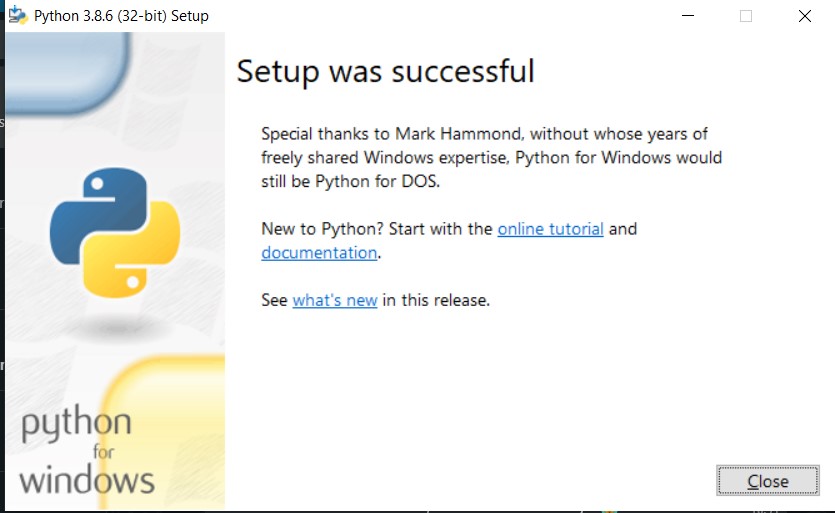 Python 3.8.6 (32-bit) Setup
Setup was successful
Special thanks to Mark Hammond, without whose years of
freely shared Windows expertise, Python for Windows would
still be Python for DOS.
New to Python? Start with the online tutorial and
documentation.
See what's new in this release.
python
for
windows
Close